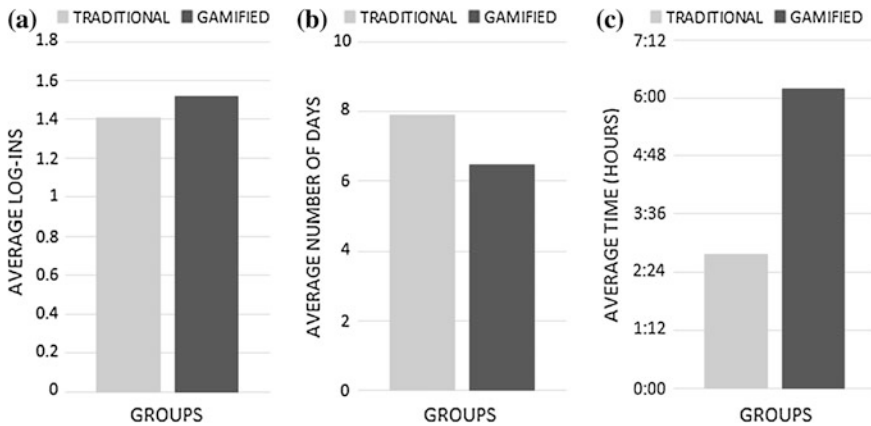 (a) TRADITIONAL GAMIFIED
1.8
1.6
1.4
1.2
1
0.8
0.6
0.4
0.2
0
AVERAGE LOG-INS
GROUPS
(b) TRADITIONAL GAMIFIED
10
8
6
4
2
0
AVERAGE NUMBER OF DAYS
GROUPS
(c) TRADITIONAL GAMIFIED
7:12
6:00
4:48
3:36
2:24
1:12
0:00
AVERAGE TIME (HOURS)
GROUPS